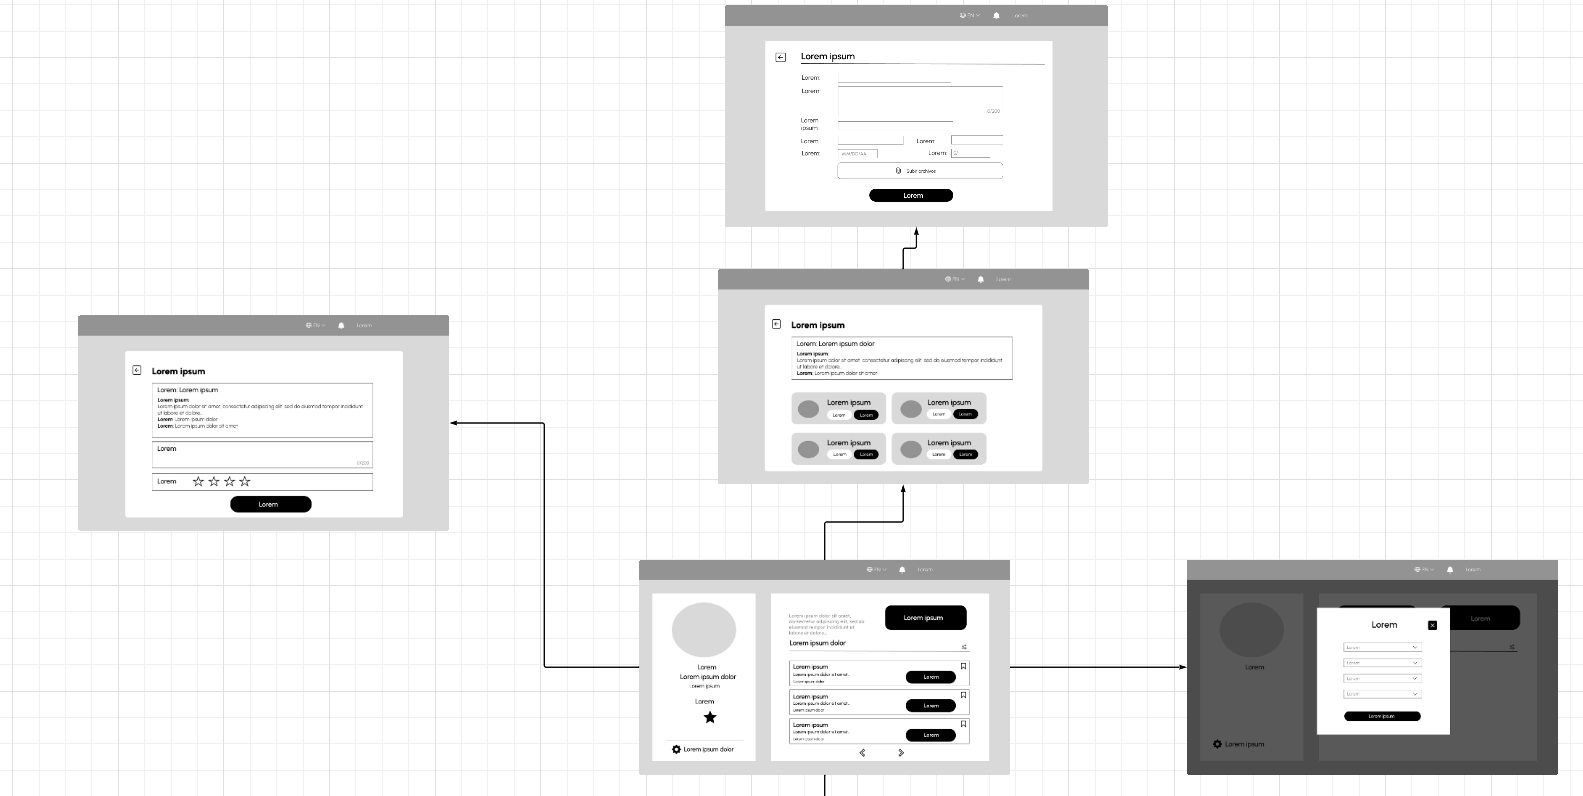 EN
Lorem
Lorem ipsum
Lorem:
Lorem:
0/200
Lorem
ipsum
Lorem
Lorem:
Lorem:
Lorem:
Subir archivos
Lorem
EN
Lorem
Lorem ipsum
Lorem: Lorem ipsum dolor
Lorem ipsum:
Lorem ipsum dolor sit amet, consectetur adipiscing elit, sed do eiusmod tempor incididunt
ut labore et dolore...
Lorem: Lorem ipsum dolor sit amet
Lorem ipsum
Lorem Lorem
Lorem ipsum
Lorem Lorem
Lorem ipsum
Lorem Lorem
Lorem ipsum
Lorem Lorem
EN
Lorem
Lorem ipsum
Lorem: Lorem ipsum
Lorem ipsum:
Lorem ipsum dolor sit amet, consectetur adipiscing elit, sed do eiusmod tempor incididunt
ut labore et dolore...
Lorem: Lorem ipsum dolor
Lorem: Lorem ipsum dolor sit amet
Lorem
0/200
Lorem
Lorem
EN
Lorem
Lorem
Lorem ipsum dolor
Lorem ipsum
Lorem
Lorem ipsum dolor
Lorem ipsum dolor sit amet,
consectetur adipiscing elit, sed do
eiusmod tempor incididunt ut
labore et dolore...
Lorem ipsum
Lorem ipsum dolor
Lorem ipsum
Lorem ipsum dolor sit amet...
Lorem ipsum dolor
Lorem
Lorem ipsum
Lorem ipsum dolor sit amet...
Lorem ipsum dolor
Lorem
Lorem ipsum
Lorem ipsum dolor sit amet...
Lorem ipsum dolor
Lorem
EN
Lorem
Lorem
Lorem ipsum
Lorem
Lorem
Lorem
Lorem
Lorem
Lorem
Lorem ipsum